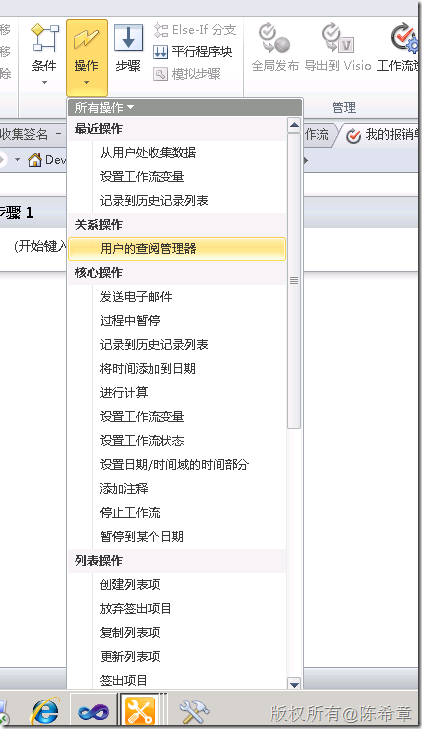 移
移
除
条件
操作
步骤
Else-If 分支
平行程序块
模拟步骤
全局发布
导出到 Visio
工作流设
管理
所有操作
收集签名 -
作流
我的报销单
Dev
步骤 1
(开始键入
最近操作
从用户处收集数据
设置工作流变量
记录到历史记录列表
关系操作
用户的查阅管理器
核心操作
发送电子邮件
过程中暂停
记录到历史记录列表
将时间添加到日期
进行计算
设置工作流变量
设置工作流状态
设置日期/时间域的时间部分
添加注释
停止工作流
暂停到某个日期
列表操作
创建列表项
放弃签出项目
复制列表项
更新列表项
签出项目
版权所有@陈希章